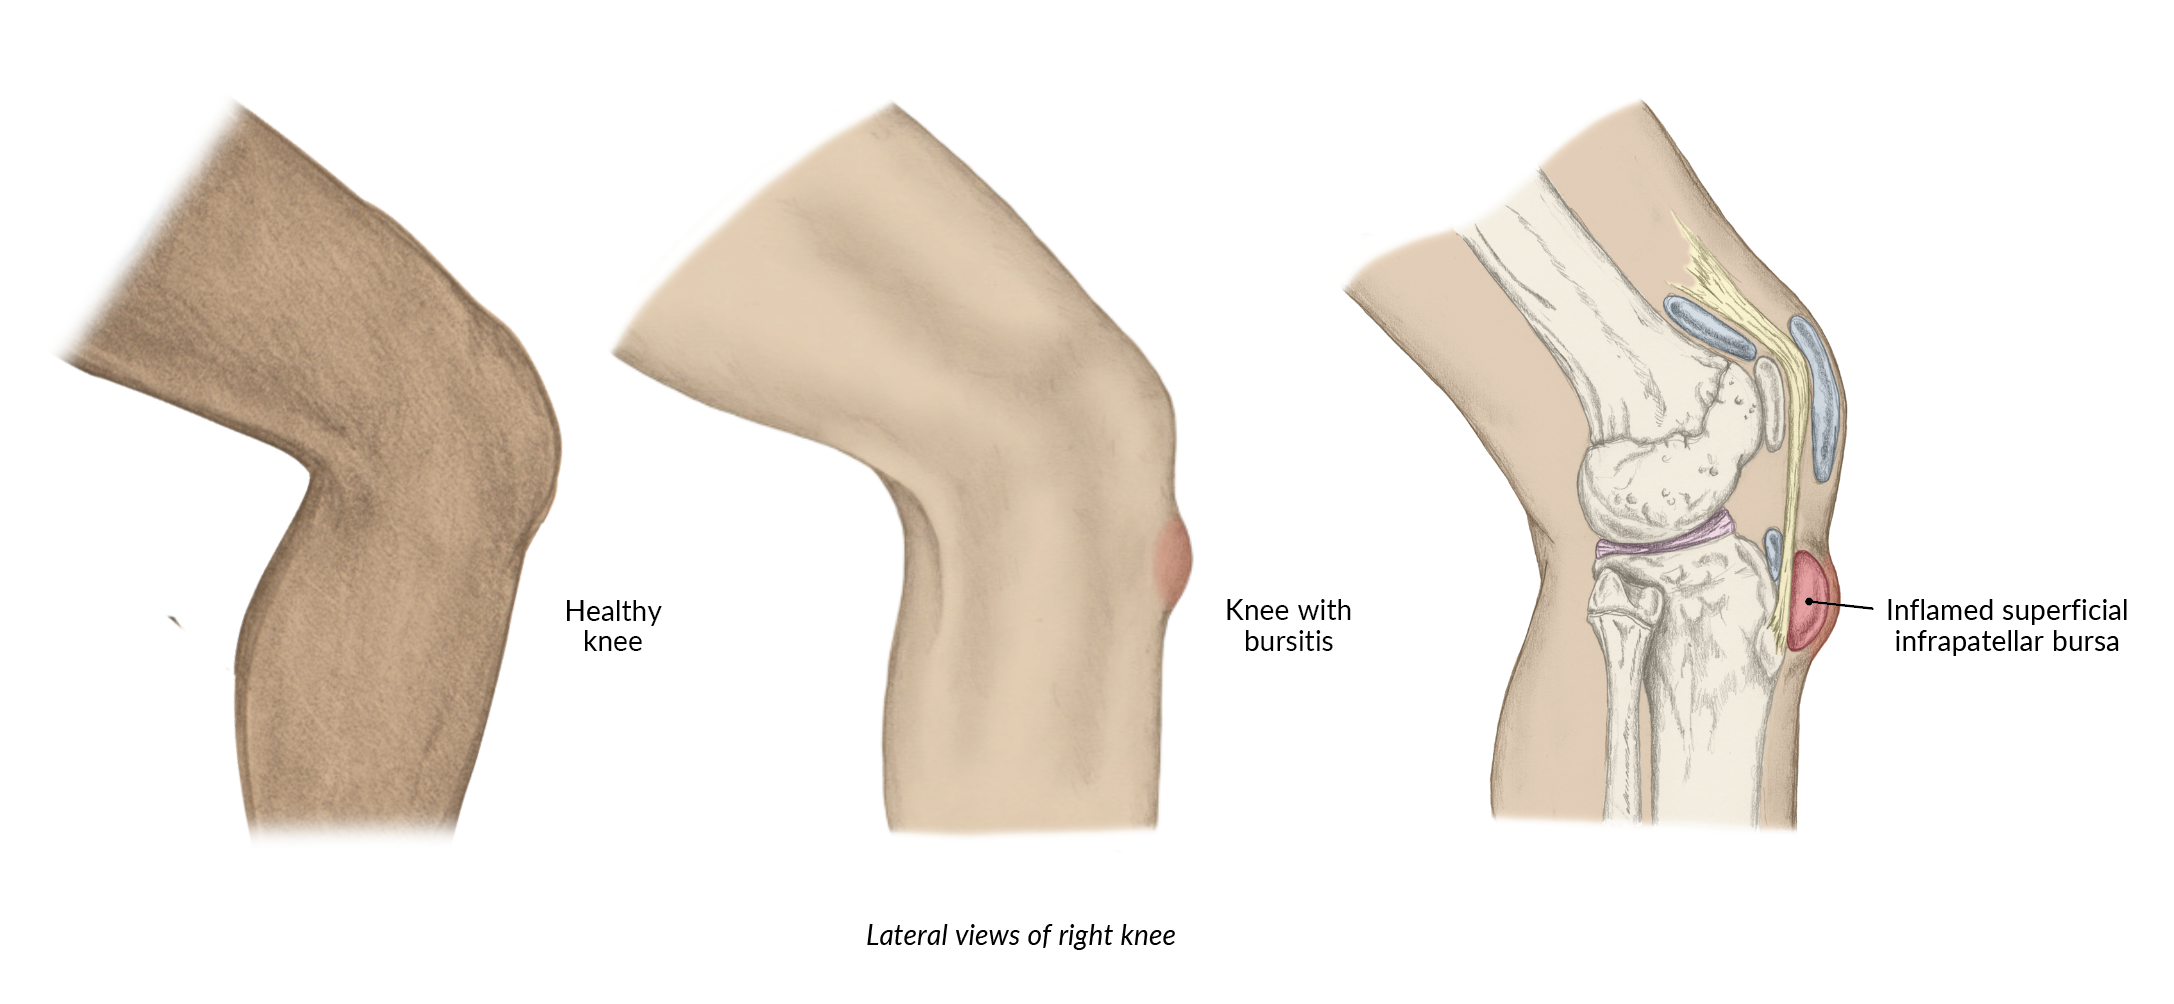 Healthy
knee
Knee with
bursitis
Inflamed superficial
infrapatellar bursa
Lateral views of right knee